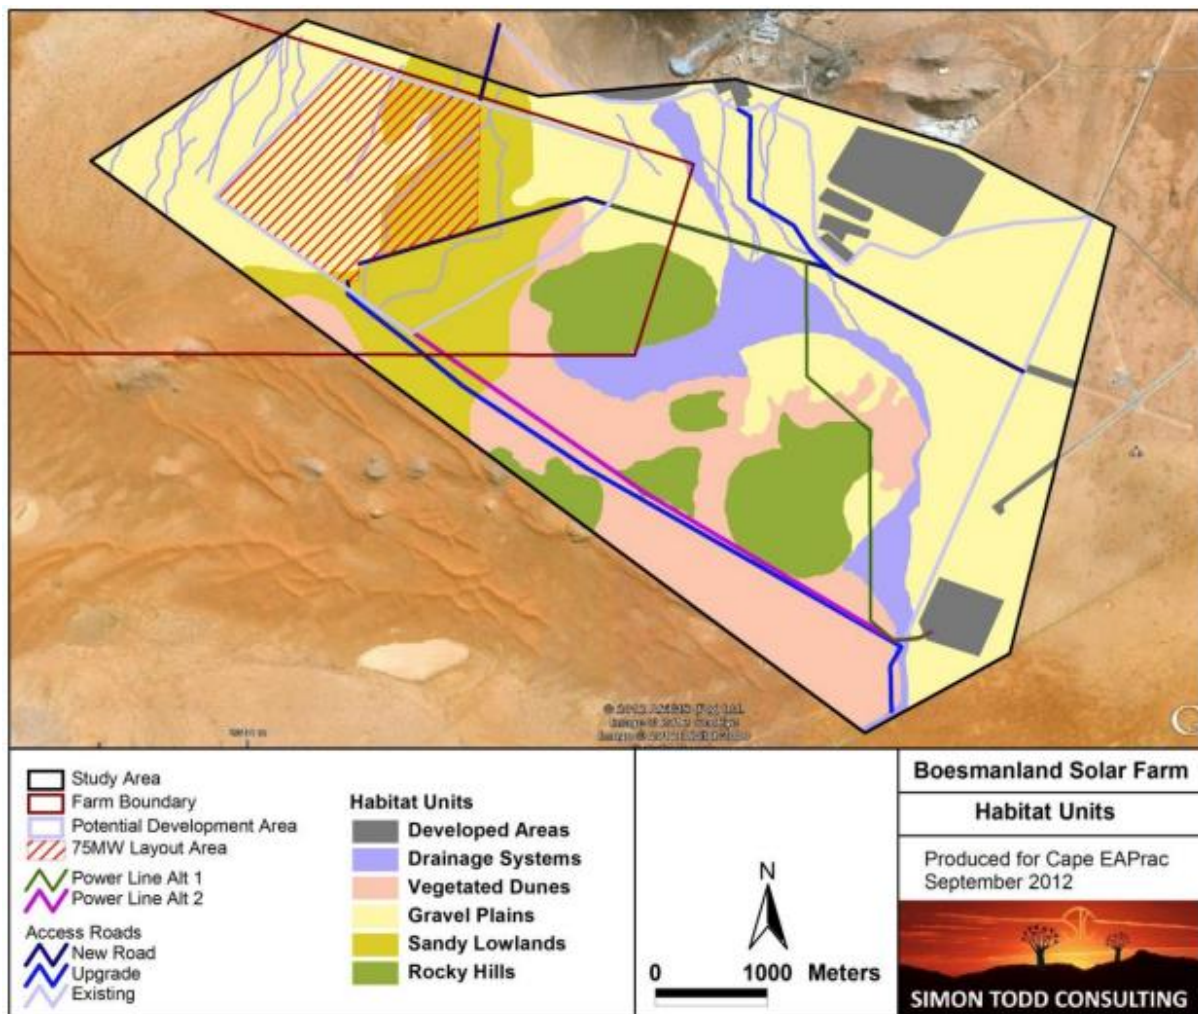 Study Area
Farm Boundary
Potential Development Area
75MW Layout Area
Power Line Alt 1
Power Line Alt 2
Access Roads
New Road
Upgrade
Existing
Habitat Units
Developed Areas
Drainage Systems
Vegetated Dunes
Gravel Plains
Sandy Lowlands
Rocky Hills
N
0 1000 Meters
Boesmanland Solar Farm
Habitat Units
Produced for Cape EAPrac
September 2012
SIMON TODD CONSULTING